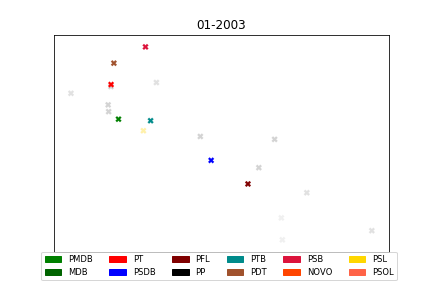 01-2003
PMDB PT PFL PTB PSB PSL
MDB PSDB PP PDT NOVO PSOL